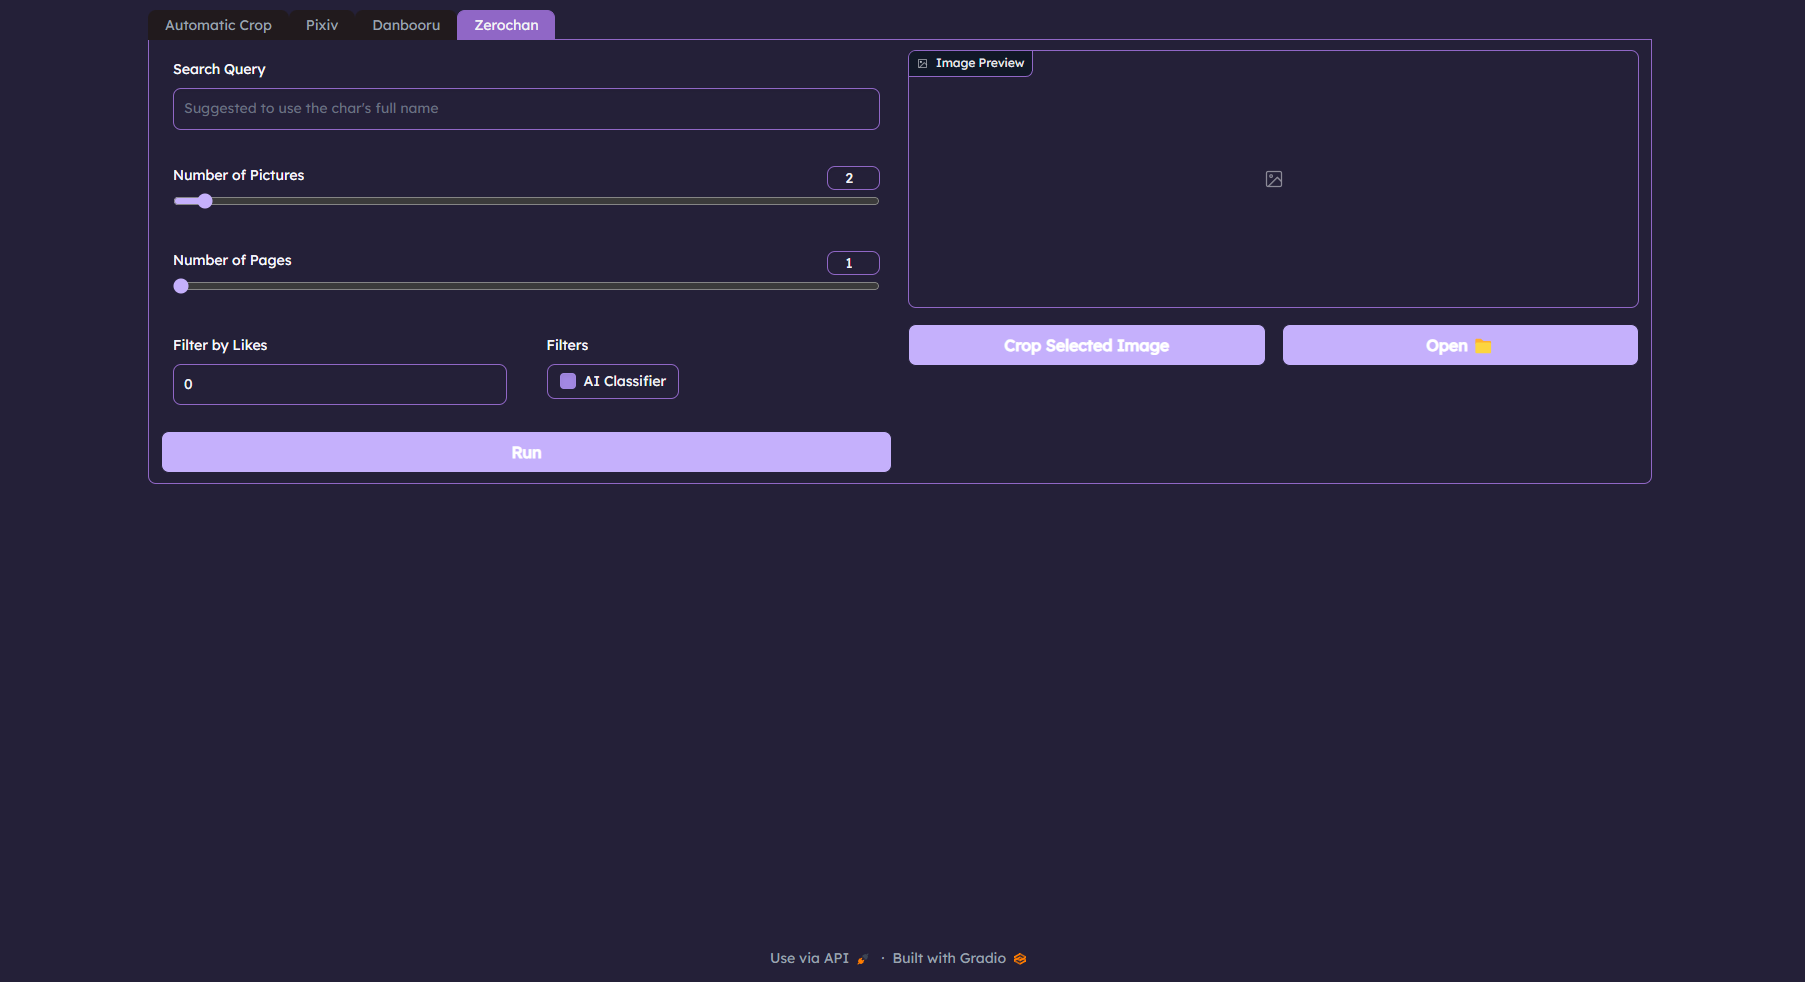 Automatic Crop
Pixiv
Danbooru
Zerochan
Search Query
Suggested to use the char's full name
Number of Pictures
2
Number of Pages
1
Filter by Likes
0
Filters
AI Classifier
Run
Image Preview
Crop Selected Image
Open
Use via API · Built with Gradio